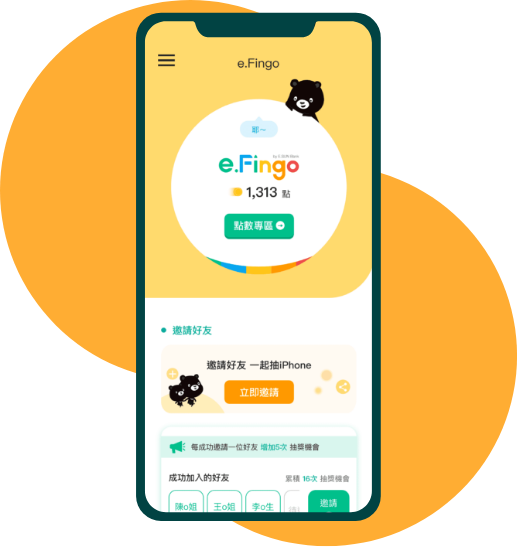 e.Fingo
耶～
e.Fingo
1,313 點
點數專區
邀請好友
邀請好友 一起抽iPhone
立即邀請
每成功邀請一位好友 增加5次 抽獎機會
成功加入的好友
累積 16次 抽獎機會
陳o姐
王o姐
李o生
邀請